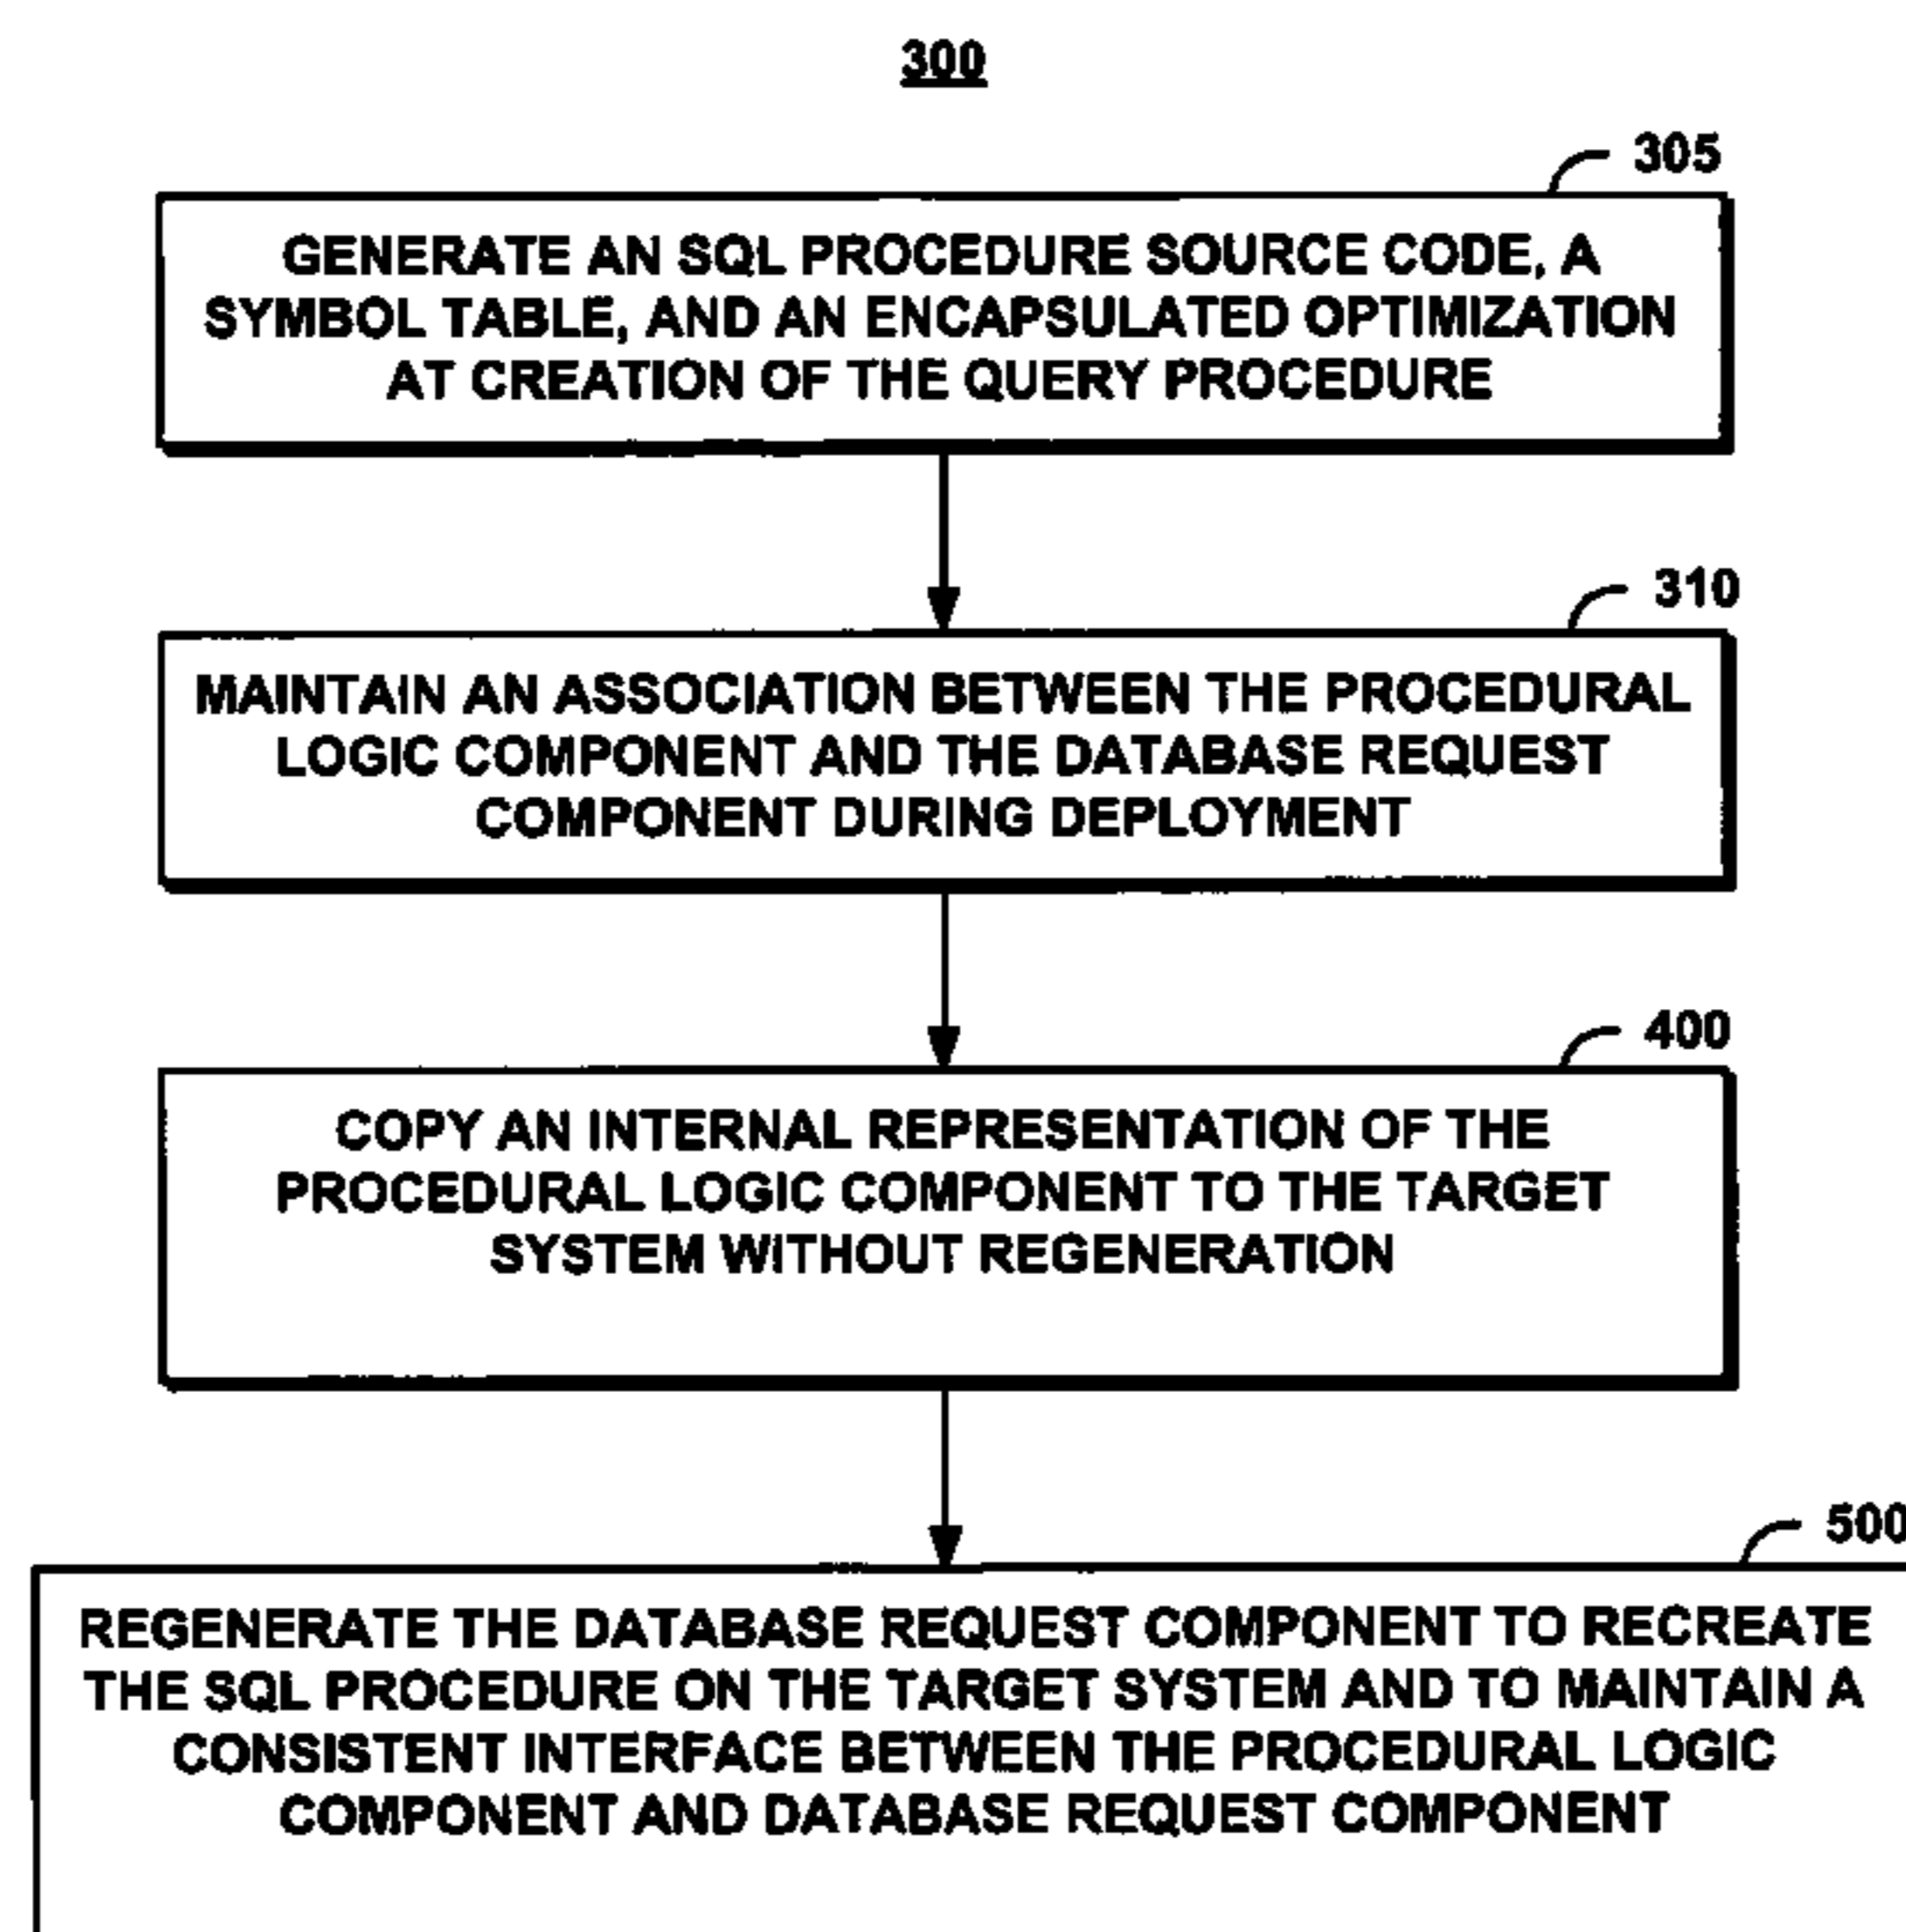 300
305
GENERATE AN SQL PROCEDURE SOURCE CODE, A
SYMBOL TABLE, AND AN ENCAPSULATED OPTIMIZATION
AT CREATION OF THE QUERY PROCEDURE
310
MAINTAIN AN ASSOCIATION BETWEEN THE PROCEDURAL
LOGIC COMPONENT AND THE DATABASE REQUEST
COMPONENT DURING DEPLOYMENT
400
COPY AN INTERNAL REPRESENTATION OF THE
PROCEDURAL LOGIC COMPONENT TO THE TARGET
SYSTEM WITHOUT REGENERATION
500
REGENERATE THE DATABASE REQUEST COMPONENT TO RECREATE
THE SQL PROCEDURE ON THE TARGET SYSTEM AND TO MAINTAIN A
CONSISTENT INTERFACE BETWEEN THE PROCEDURAL LOGIC
COMPONENT AND DATABASE REQUEST COMPONENT